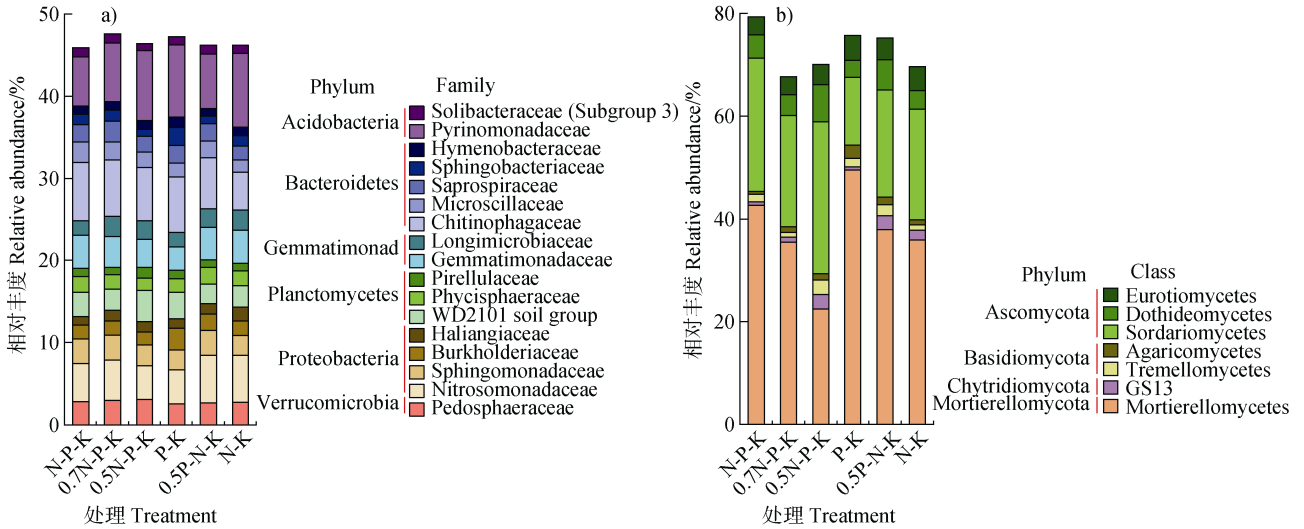 a)
50
40
30
20
10
0
相对丰度 Relative abundance/%
N-P-K
0.7N-P-K
0.5N-P-K
P-K
0.5P-N-K
N-K
处理 Treatment
Phylum Family
Acidobacteria
Solibacteraceae (Subgroup 3)
Pyrinomonadaceae
Bacteroidetes
Hymenobacteraceae
Sphingobacteriaceae
Saprospiraceae
Microscillaceae
Chitinophagaceae
Gemmatimonad
Longimicrobiaceae
Gemmatimonadaceae
Planctomycetes
Pirellulaceae
Phycisphaeraceae
WD2101 soil group
Proteobacteria
Haliangiaceae
Burkholderiaceae
Sphingomonadaceae
Nitrosomonadaceae
Verrucomicrobia
Pedosphaeraceae
b)
80
60
40
20
0
相对丰度 Relative abundance/%
N-P-K
0.7N-P-K
0.5N-P-K
P-K
0.5P-N-K
N-K
处理 Treatment
Phylum Class
Ascomycota
Eurotiomycetes
Dothideomycetes
Sordariomycetes
Basidiomycota
Agaricomycetes
Tremellomycetes
Chytridiomycota
GS13
Mortierellomycota
Mortierellomycetes